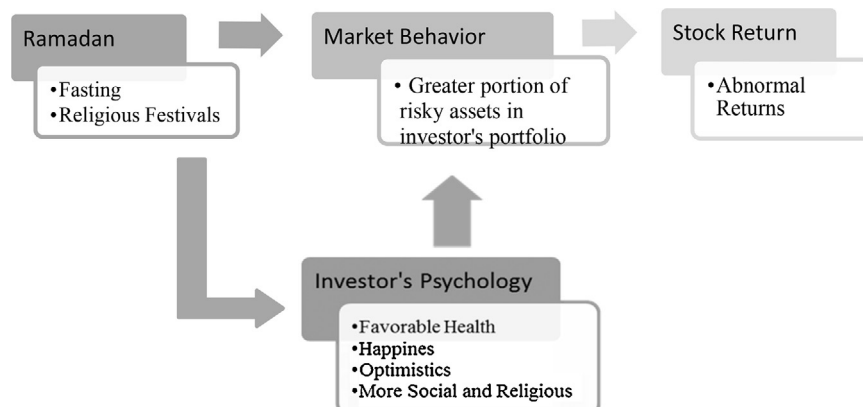 Ramadan
•Fasting
•Religious Festivals
Market Behavior
• Greater portion of
risky assets in
investor's portfolio
Stock Return
•Abnormal
Returns
Investor's Psychology
•Favorable Health
•Happines
•Optimistics
•More Social and Religious